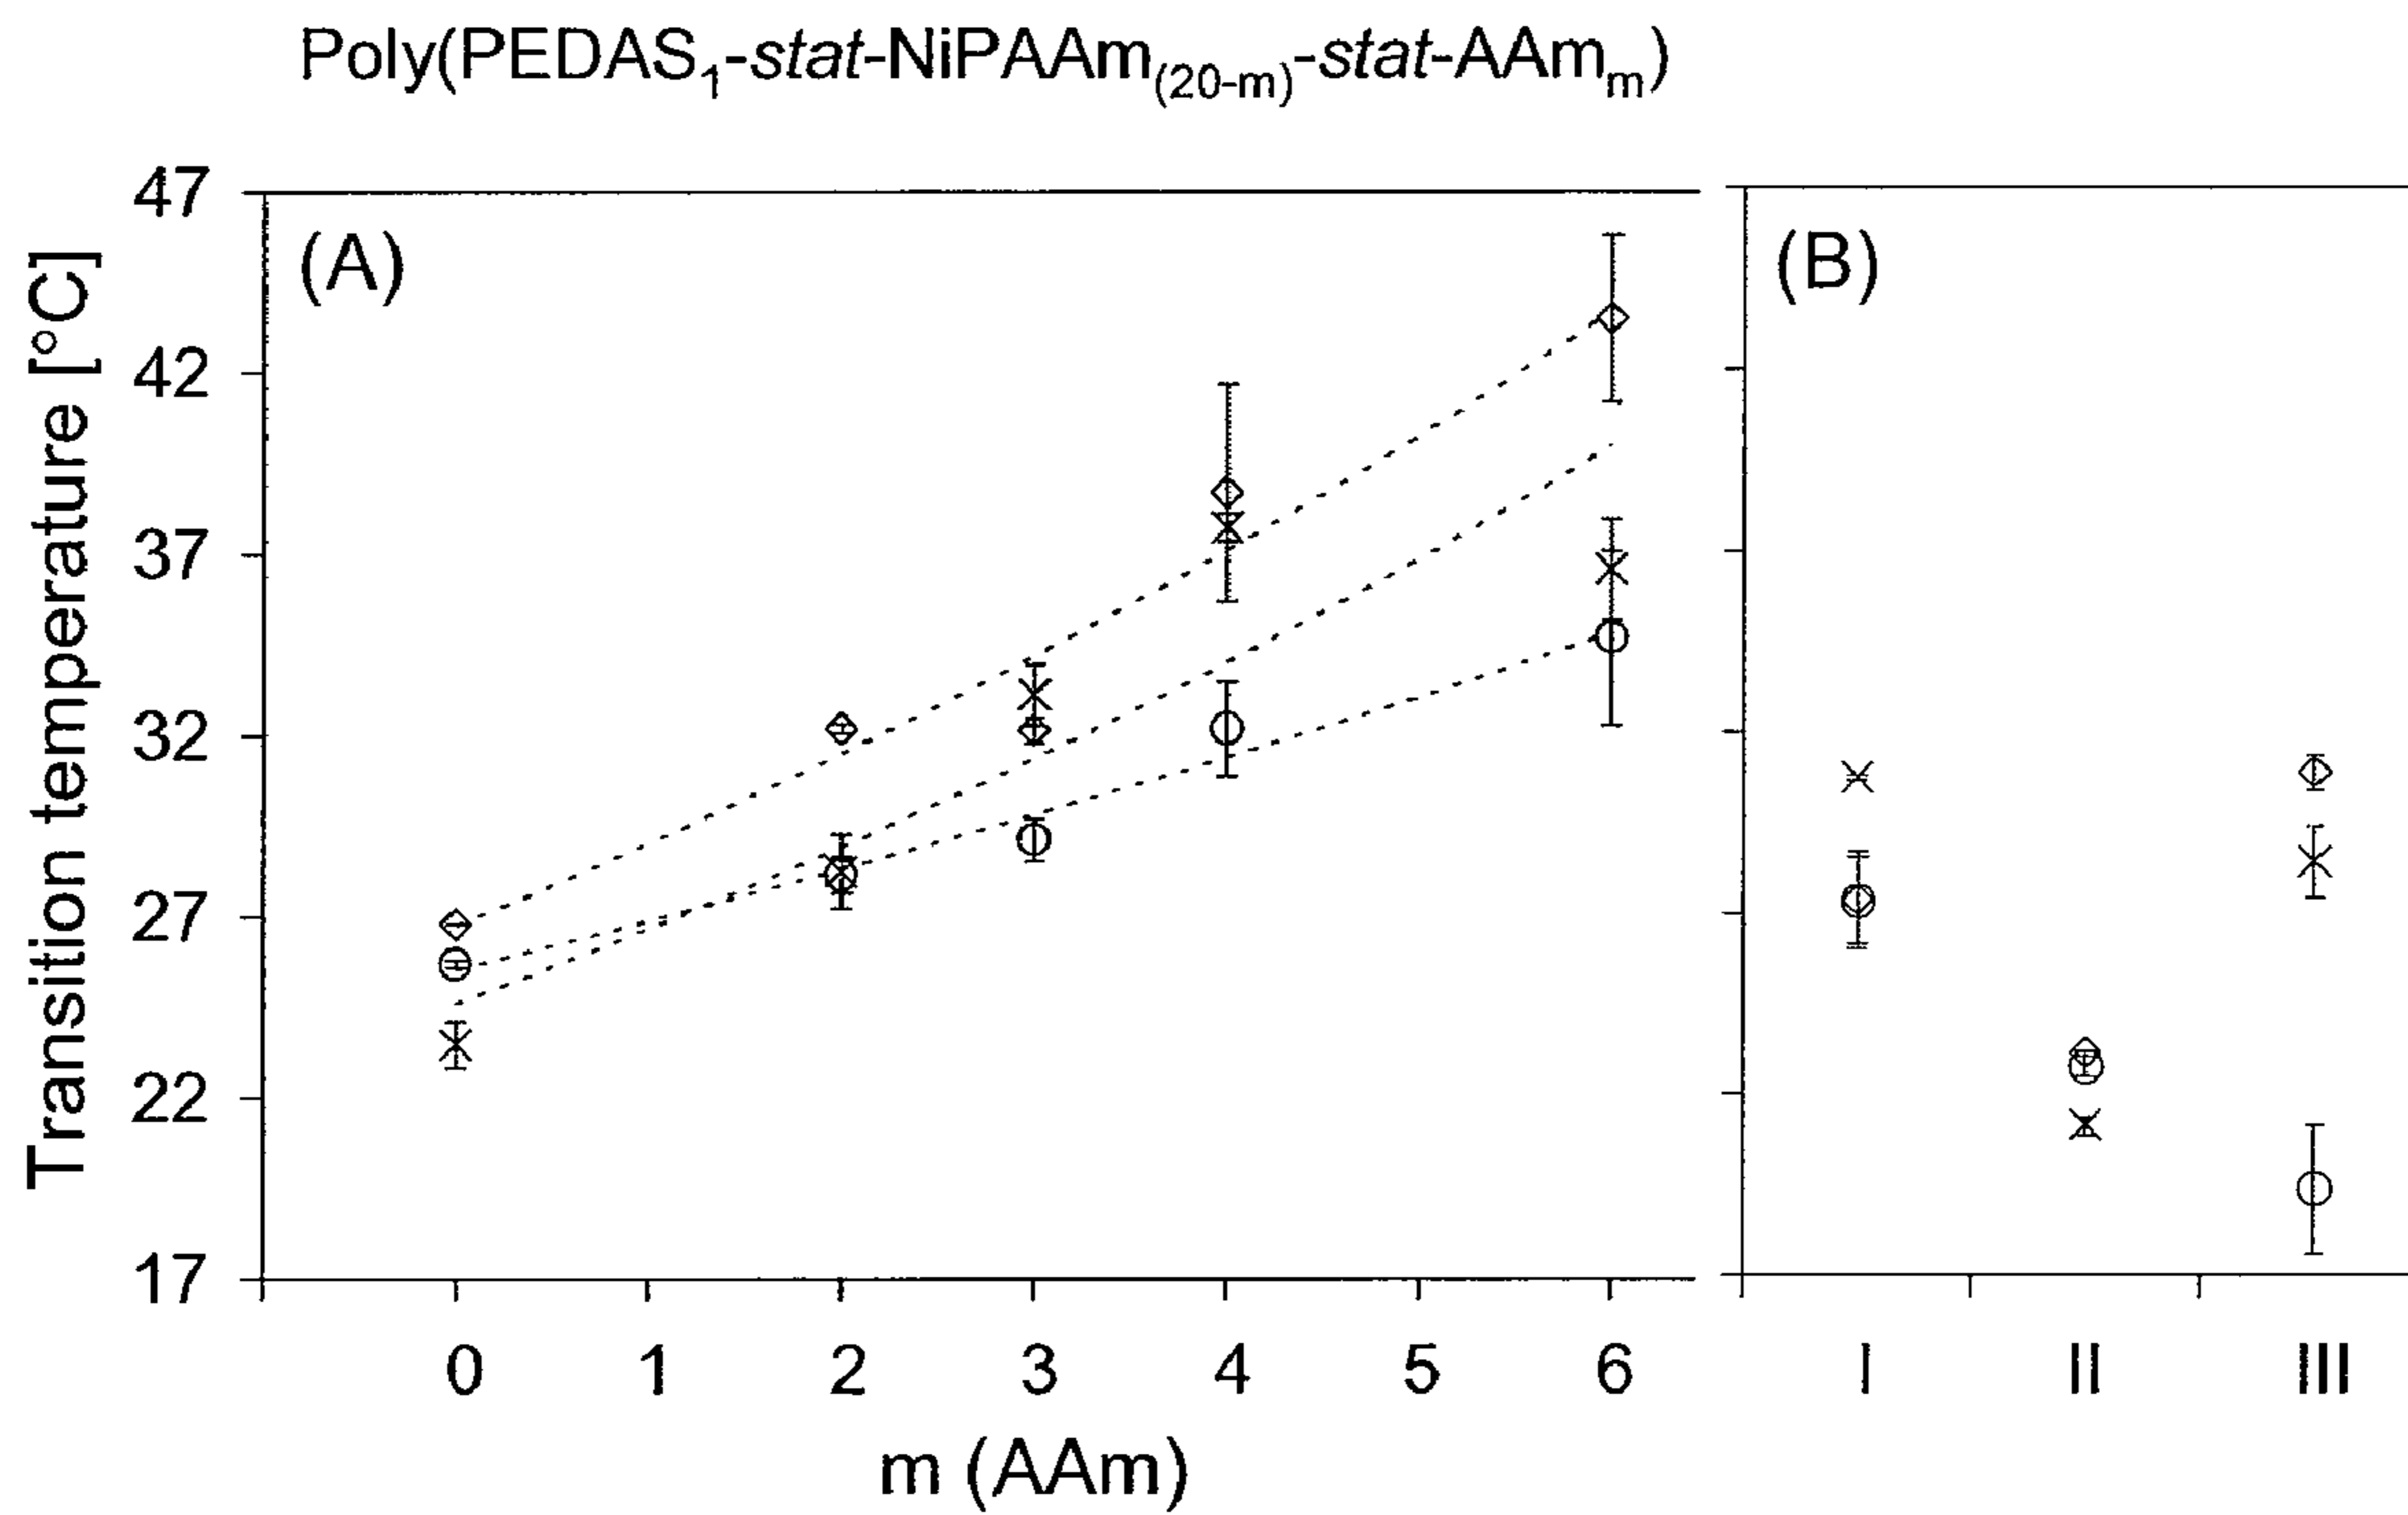 Poly(PEDAS1-stat-NiPAAm(20-m)-stat-AAmm)
Transition temperature [°C]
47
42
37
32
27
22
17
(A)
(B)
0 1 2 3 4 5 6 I II III
m (AAm)